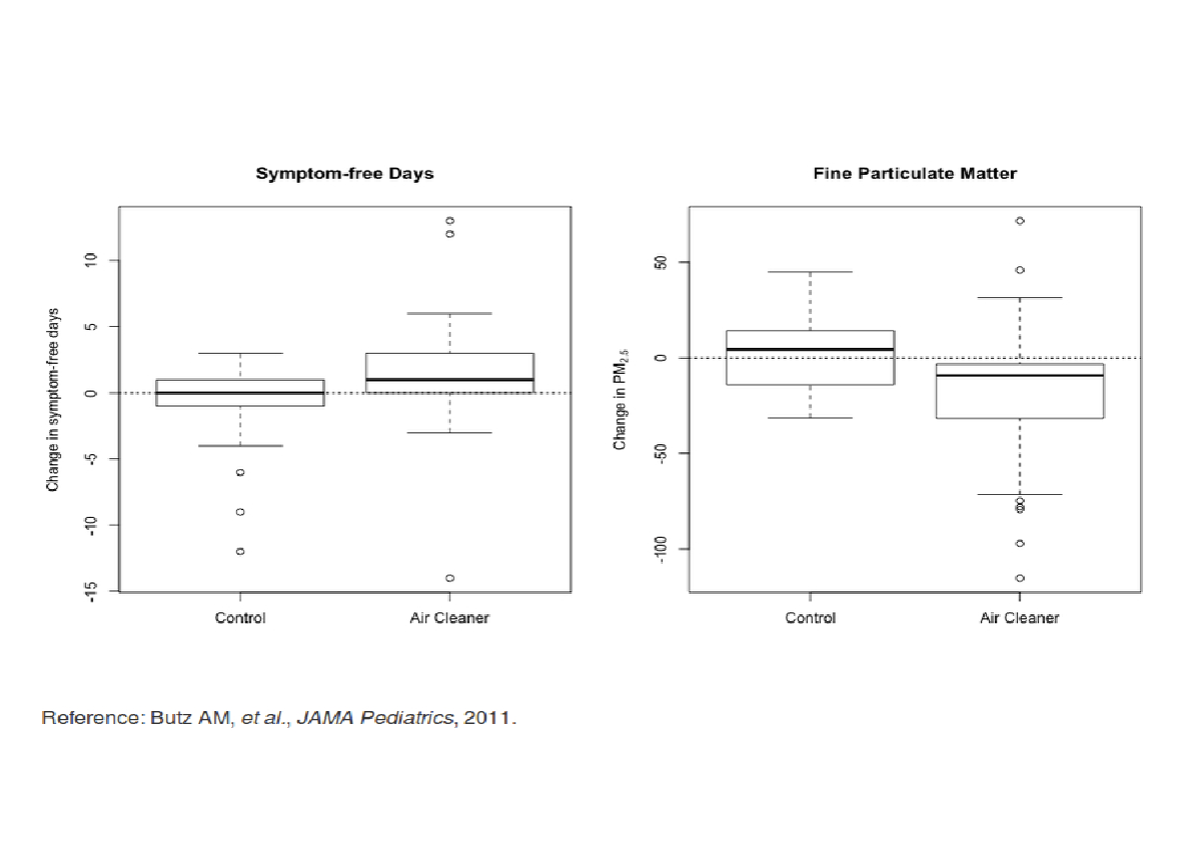 Symptom-free Days
Change in symptom-free days
10
5
0
-5
-10
-15
Control
Air Cleaner
Fine Particulate Matter
Change in PM2.5
50
0
-50
-100
Control
Air Cleaner
Reference: Butz AM, et al., JAMA Pediatrics, 2011.